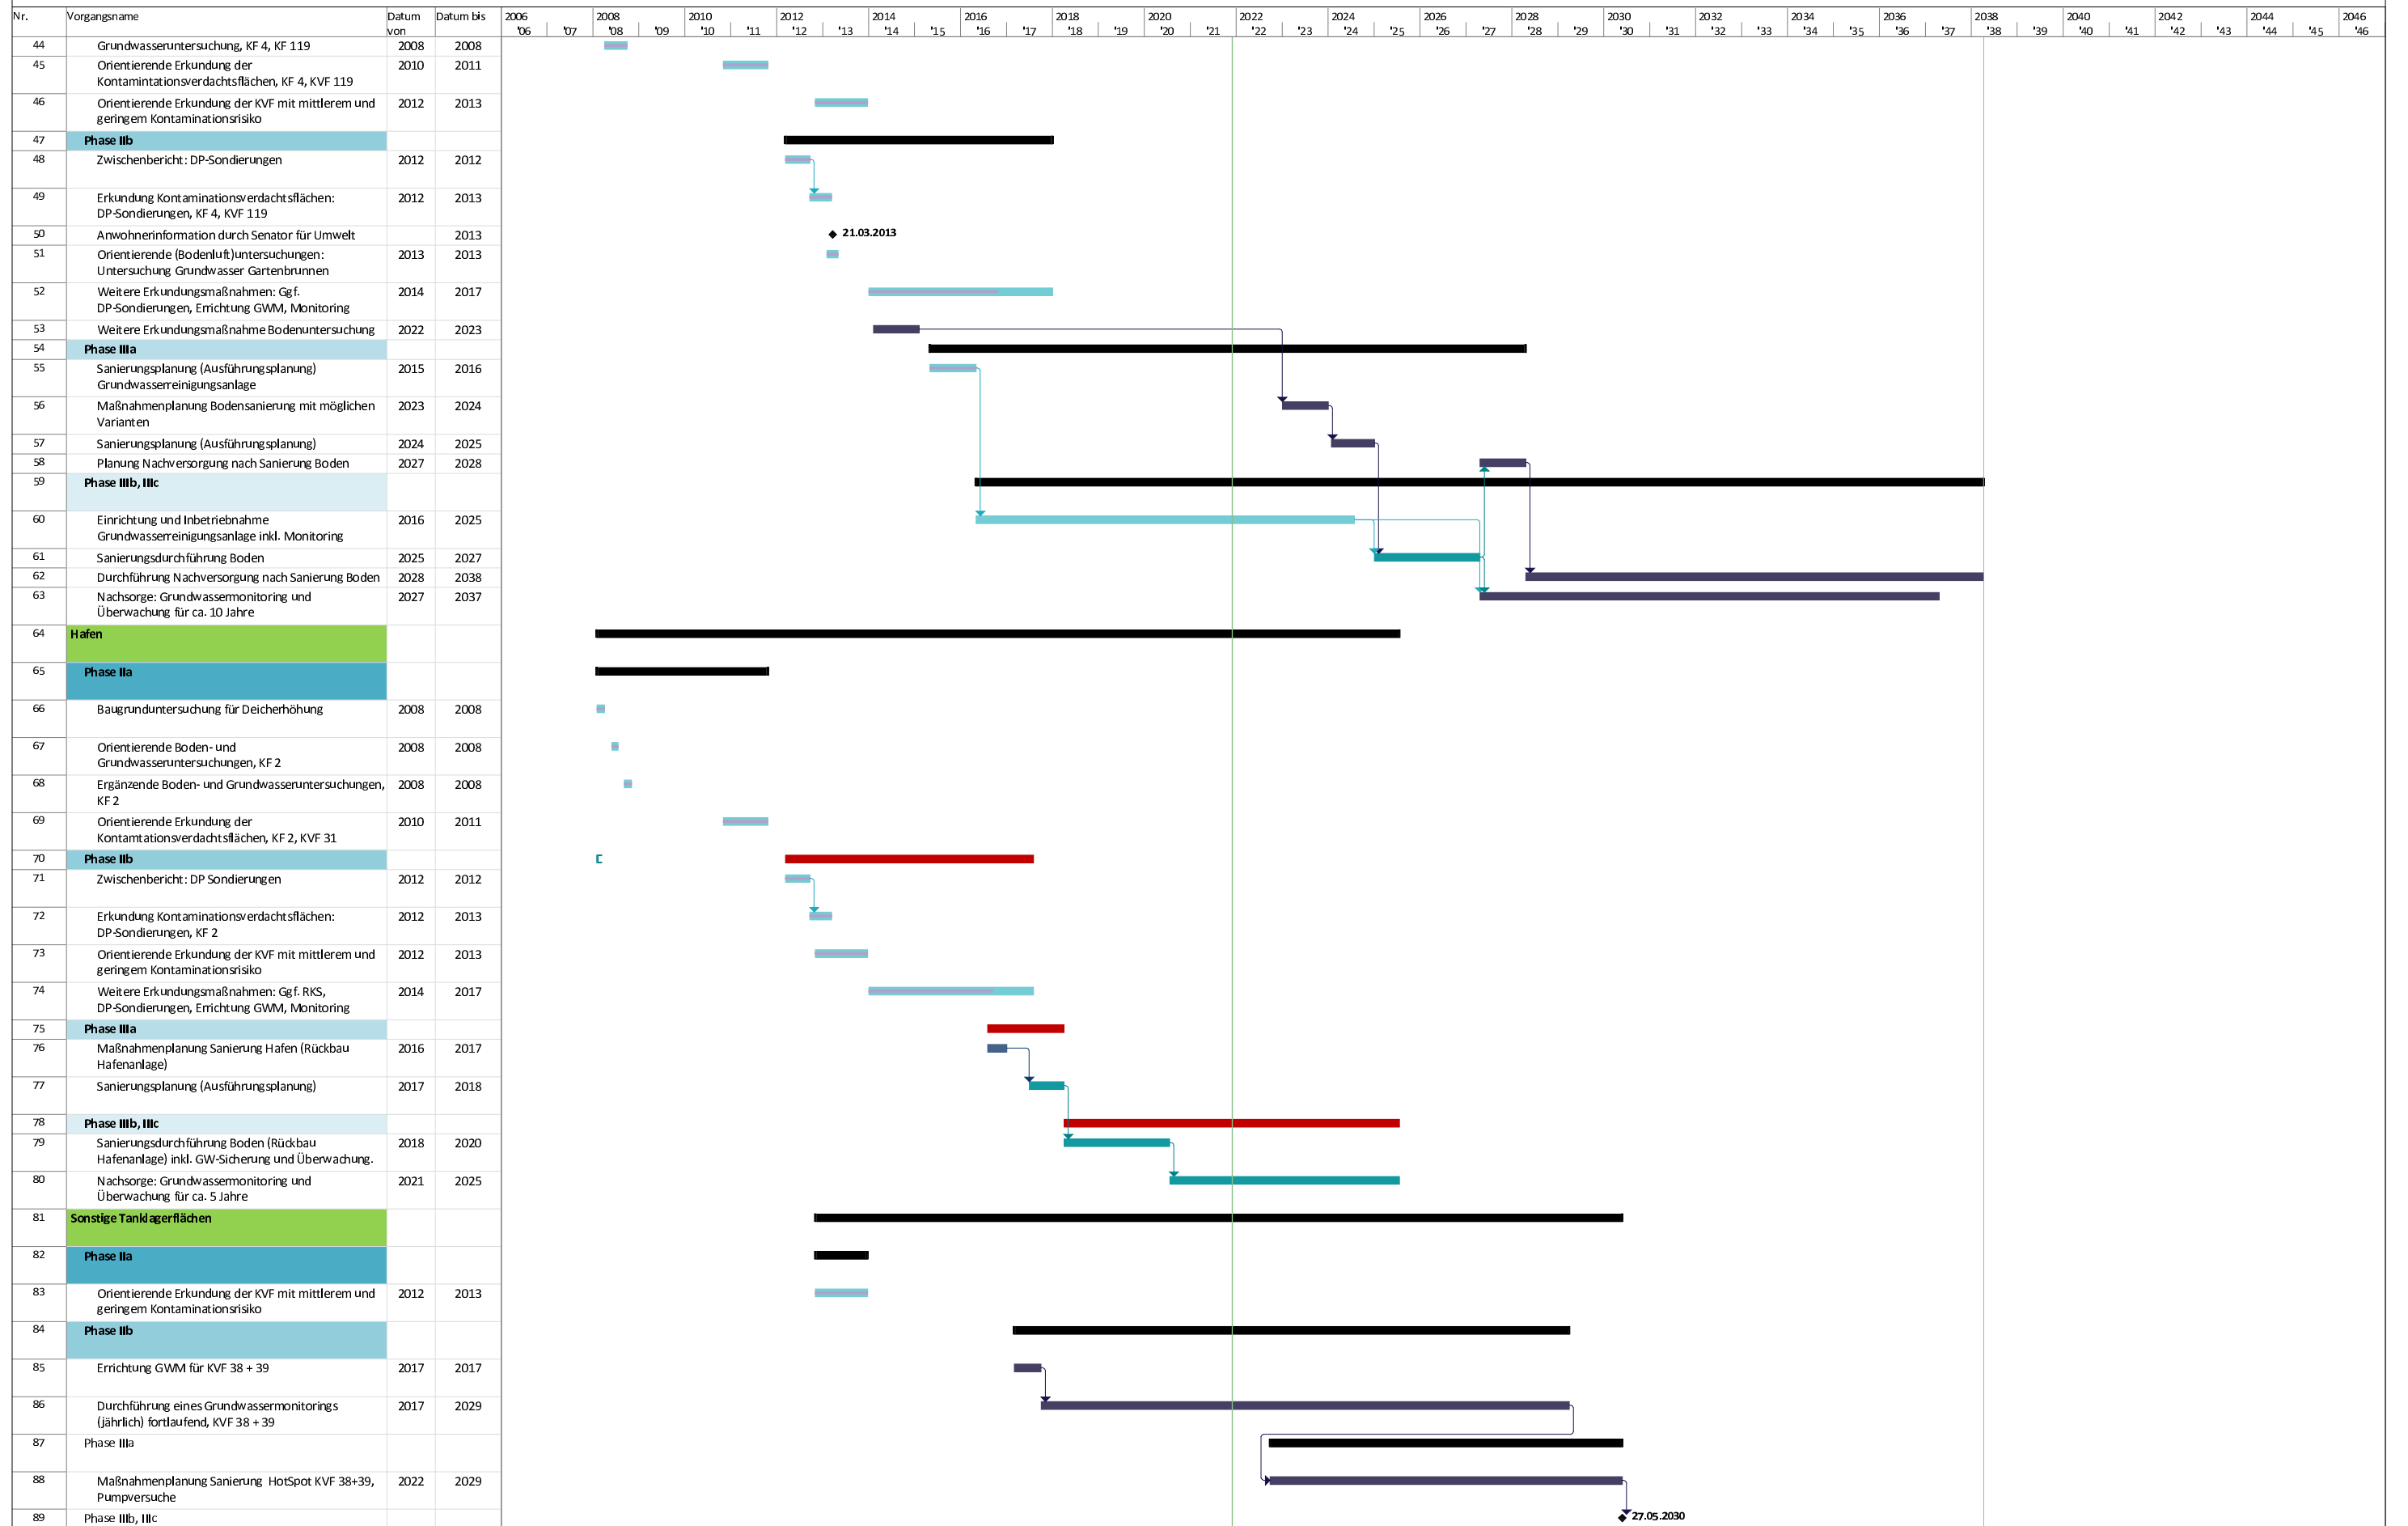 Nr. Vorgangsname Datum von Datum bis 2006 2008 2010 2012 2014 2016 2018 2020 2022 2024 2026 2028 2030 2032 2034 2036 2038 2040 2042 2044 2046
'06 '07 '08 '09 '10 '11 '12 '13 '14 '15 '16 '17 '18 '19 '20 '21 '22 '23 '24 '25 '26 '27 '28 '29 '30 '31 '32 '33 '34 '35 '36 '37 '38 '39 '40 '41 '42 '43 '44 '45 '46
44 Grundwasseruntersuchung, KF 4, KF 119 2008 2008
45 Orientierende Erkundung der 2010 2011
Kontamintationsverdachtsflächen, KF 4, KVF 119
46 Orientierende Erkundung der KVF mit mittlerem und 2012 2013
geringem Kontaminationsrisiko
47 Phase IIb
48 Zwischenbericht: DP-Sondierungen 2012 2012
49 Erkundung Kontaminationsverdachtsflächen: 2012 2013
DP-Sondierungen, KF 4, KVF 119
50 Anwohnerinformation durch Senator für Umwelt 2013 21.03.2013
51 Orientierende (Bodenluft)untersuchungen: 2013 2013
Untersuchung Grundwasser Gartenbrunnen
52 Weitere Erkundungsmaßnahmen: Ggf. 2014 2017
DP-Sondierungen, Errichtung GWM, Monitoring
53 Weitere Erkundungsmaßnahme Bodenuntersuchung 2022 2023
54 Phase IIIa
55 Sanierungsplanung (Ausführungsplanung) 2015 2016
Grundwasserreinigungsanlage
56 Maßnahmenplanung Bodensanierung mit möglichen 2023 2024
Varianten
57 Sanierungsplanung (Ausführungsplanung) 2024 2025
58 Planung Nachversorgung nach Sanierung Boden 2027 2028
59 Phase IIIb, IIIc
60 Einrichtung und Inbetriebnahme 2016 2025
Grundwasserreinigungsanlage inkl. Monitoring
61 Sanierungsdurchführung Boden 2025 2027
62 Durchführung Nachversorgung nach Sanierung Boden 2028 2038
63 Nachsorge: Grundwassermonitoring und 2027 2037
Überwachung für ca. 10 Jahre
64 Hafen
65 Phase IIa
66 Baugrunduntersuchung für Deicherhöhung 2008 2008
67 Orientierende Boden- und 2008 2008
Grundwasseruntersuchungen, KF 2
68 Ergänzende Boden- und Grundwasseruntersuchungen, 2008 2008
KF 2
69 Orientierende Erkundung der 2010 2011
Kontamtationsverdachtsflächen, KF 2, KVF 31
70 Phase IIb
71 Zwischenbericht: DP Sondierungen 2012 2012
72 Erkundung Kontaminationsverdachtsflächen: 2012 2013
DP-Sondierungen, KF 2
73 Orientierende Erkundung der KVF mit mittlerem und 2012 2013
geringem Kontaminationsrisiko
74 Weitere Erkundungsmaßnahmen: Ggf. RKS, 2014 2017
DP-Sondierungen, Errichtung GWM, Monitoring
75 Phase IIIa
76 Maßnahmenplanung Sanierung Hafen (Rückbau 2016 2017
Hafenanlage)
77 Sanierungsplanung (Ausführungsplanung) 2017 2018
78 Phase IIIb, IIIc
79 Sanierungsdurchführung Boden (Rückbau 2018 2020
Hafenanlage) inkl. GW-Sicherung und Überwachung.
80 Nachsorge: Grundwassermonitoring und 2021 2025
Überwachung für ca. 5 Jahre
81 Sonstige Tanklagerflächen
82 Phase IIa
83 Orientierende Erkundung der KVF mit mittlerem und 2012 2013
geringem Kontaminationsrisiko
84 Phase IIb
85 Errichtung GWM für KVF 38 + 39 2017 2017
86 Durchführung eines Grundwassermonitorings 2017 2029
(jährlich) fortlaufend, KVF 38 + 39
87 Phase IIIa
88 Maßnahmenplanung Sanierung HotSpot KVF 38+39, 2022 2029
Pumpversuche
89 Phase IIIb, IIIc 27.05.2030